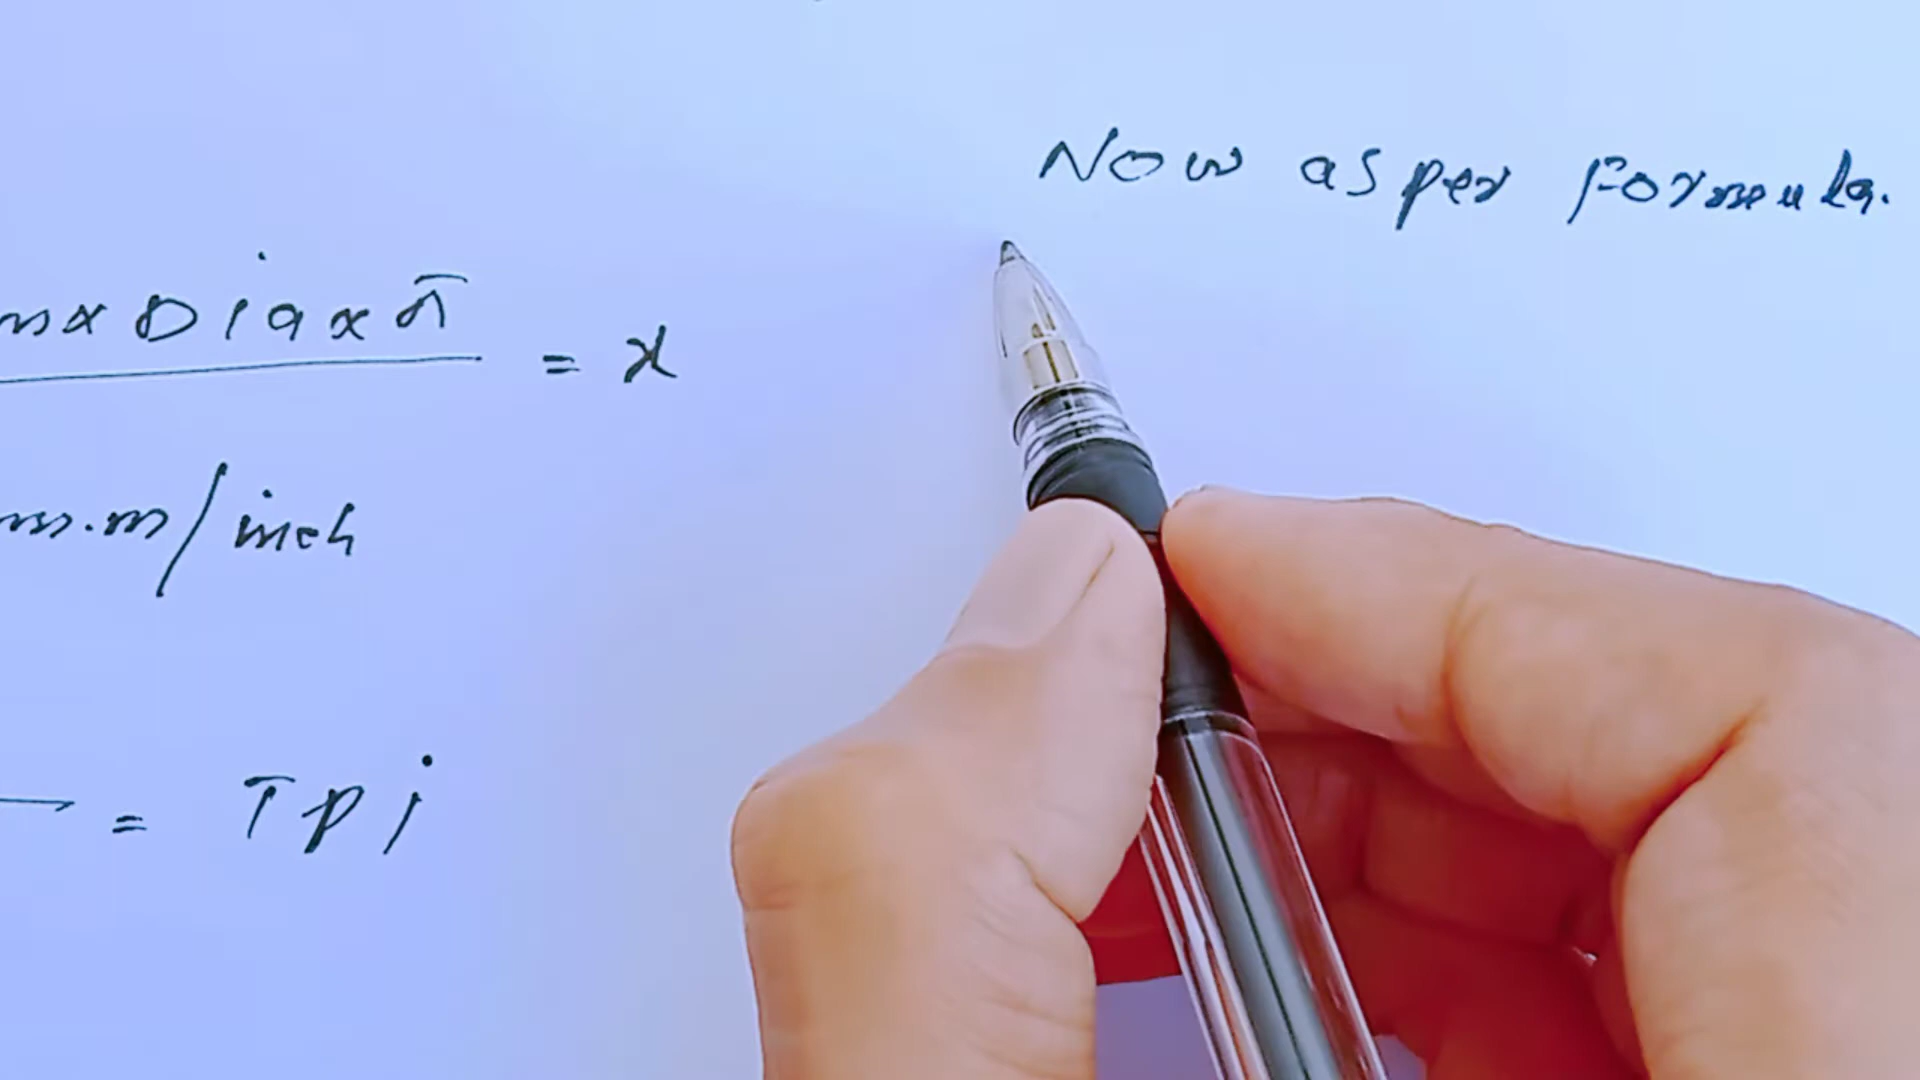 Now as per Formula.
x Dia x π = x
m.m/inch
= TPi